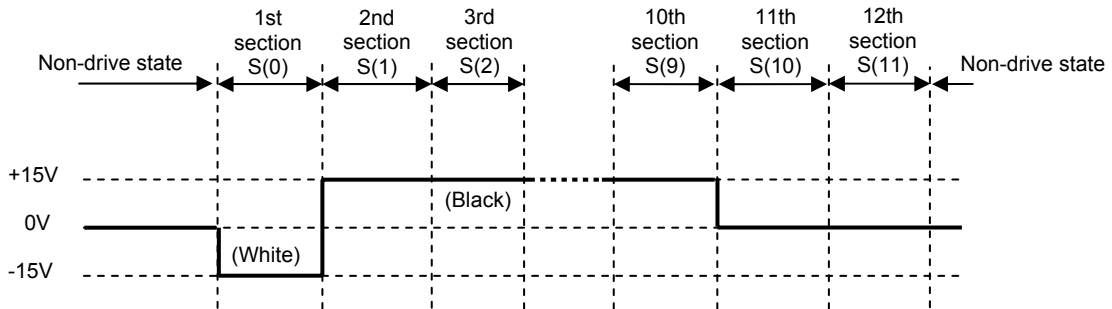 1st section S(0)
2nd section S(1)
3rd section S(2)
10th section S(9)
11th section S(10)
12th section S(11)
Non-drive state
Non-drive state
+15V
(Black)
0V
(White)
-15V